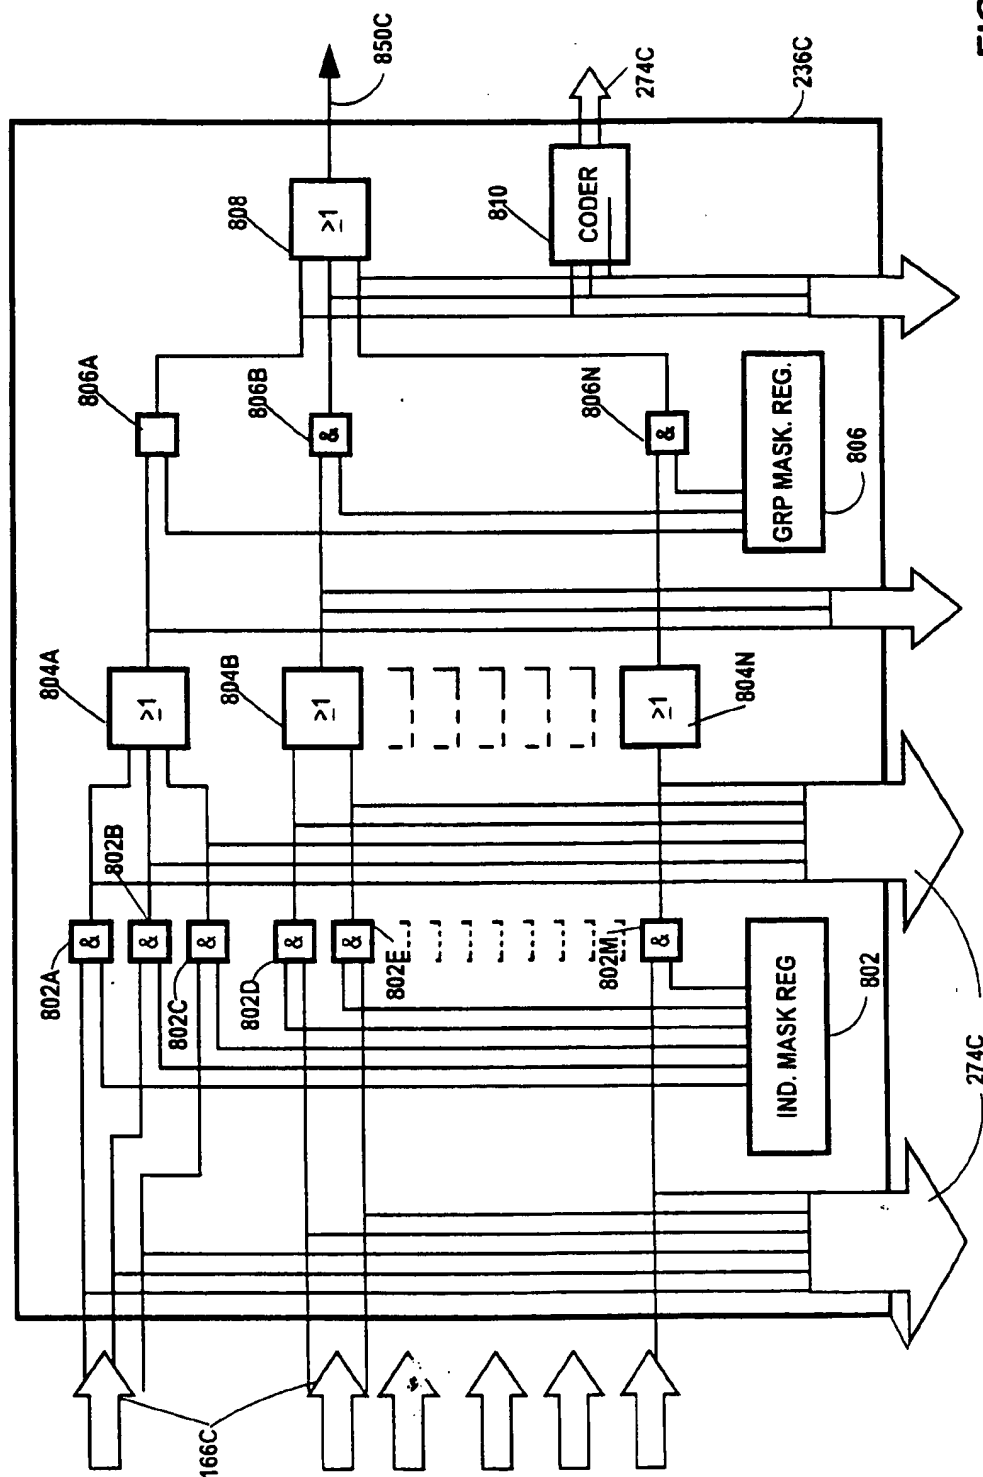 FIG
850C
274C
236C
808
≥1
810
CODER
806A
806B
&
806N
&
GRP MASK. REG.
806
804A
≥1
804B
≥1
804N
≥1
802A
&
802B
&
802C
&
802D
&
802E
&
802M
&
IND. MASK REG
802
274C
166C